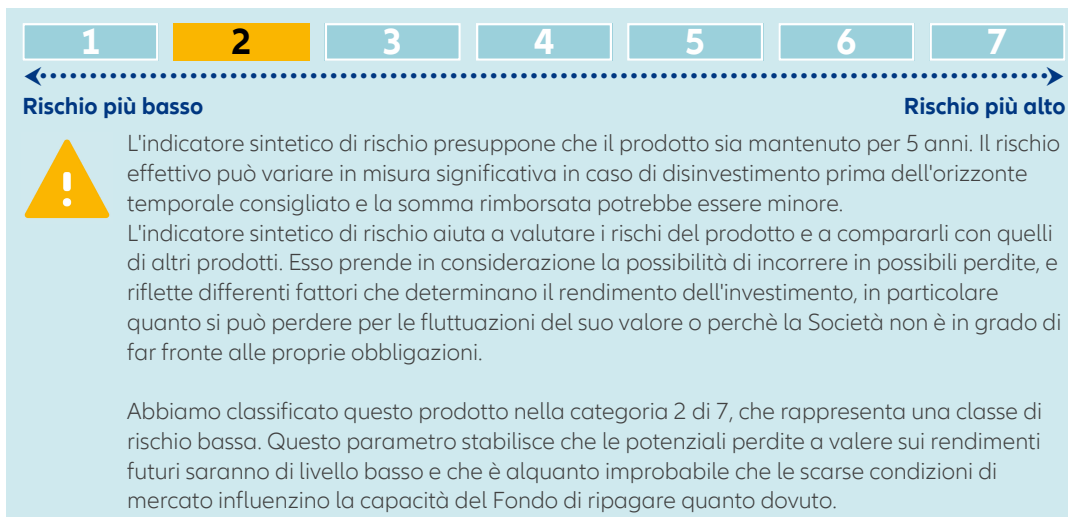 1 2 3 4 5 6 7
Rischio più basso Rischio più alto
L'indicatore sintetico di rischio presuppone che il prodotto sia mantenuto per 5 anni. Il rischio
effettivo può variare in misura significativa in caso di disinvestimento prima dell'orizzonte
temporale consigliato e la somma rimborsata potrebbe essere minore.
L'indicatore sintetico di rischio aiuta a valutare i rischi del prodotto e a compararli con quelli
di altri prodotti. Esso prende in considerazione la possibilità di incorrere in possibili perdite, e
riflette differenti fattori che determinano il rendimento dell'investimento, in particolare
quanto si può perdere per le fluttuazioni del suo valore o perchè la Società non è in grado di
far fronte alle proprie obbligazioni.
Abbiamo classificato questo prodotto nella categoria 2 di 7, che rappresenta una classe di
rischio bassa. Questo parametro stabilisce che le potenziali perdite a valere sui rendimenti
futuri saranno di livello basso e che è alquanto improbabile che le scarse condizioni di
mercato influenzino la capacità del Fondo di ripagare quanto dovuto.